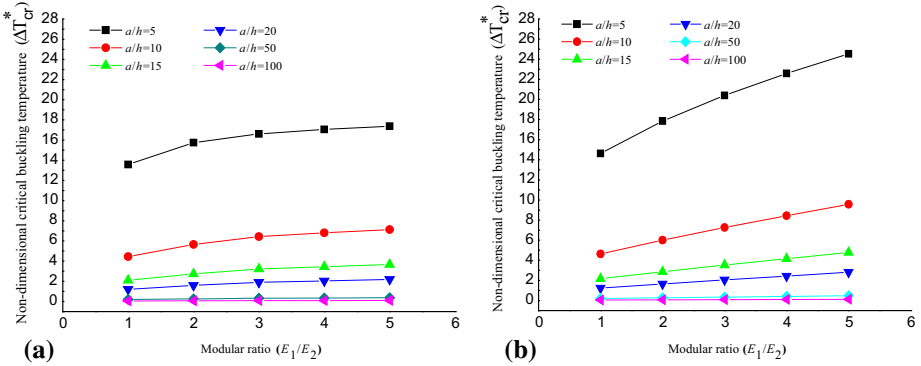 Non-dimensional critical buckling temperature (ΔT*cr)
28
26
24
22
20
18
16
14
12
10
8
6
4
2
0
a/h=5
a/h=10
a/h=15
a/h=20
a/h=50
a/h=100
0 1 2 3 4 5 6
(a)
Modular ratio (E1/E2)
Non-dimensional critical buckling temperature (ΔT*cr)
28
26
24
22
20
18
16
14
12
10
8
6
4
2
0
a/h=5
a/h=10
a/h=15
a/h=20
a/h=50
a/h=100
0 1 2 3 4 5 6
(b)
Modular ratio (E1/E2)